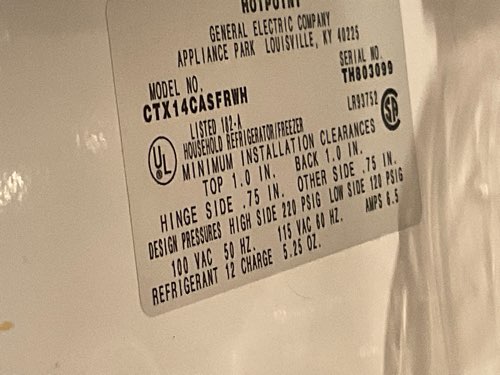 HOTPOINT
GENERAL ELECTRIC COMPANY
APPLIANCE PARK LOUISVILLE, KY 40225
MODEL NO. SERIAL NO.
CTX14CASFRWH TH803099
LISTED 182-A LR93752
UL HOUSEHOLD REFRIGERATOR/FREEZER SA
MINIMUM INSTALLATION CLEARANCES
TOP 1.0 IN. BACK 1.0 IN.
HINGE SIDE .75 IN. OTHER SIDE .75 IN.
DESIGN PRESSURES HIGH SIDE 220 PSIG LOW SIDE 120 PSIG
100 VAC 50 HZ. 115 VAC 60 HZ. AMPS 6.5
REFRIGERANT 12 CHARGE 5.25 OZ.